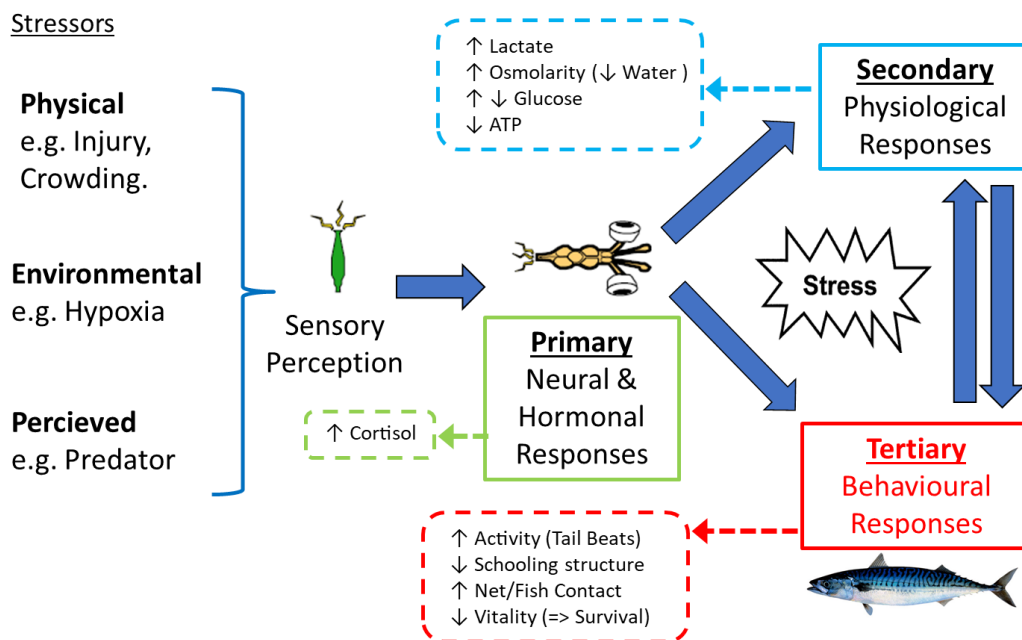 Stressors
Physical
e.g. Injury,
Crowding.
Environmental
e.g. Hypoxia
Percieved
e.g. Predator
Sensory
Perception
Primary
Neural &
Hormonal
Responses
↑ Cortisol
↑ Lactate
↑ Osmolarity (↓ Water )
↑ ↓ Glucose
↓ ATP
Secondary
Physiological
Responses
Stress
Tertiary
Behavioural
Responses
↑ Activity (Tail Beats)
↓ Schooling structure
↑ Net/Fish Contact
↓ Vitality (=> Survival)